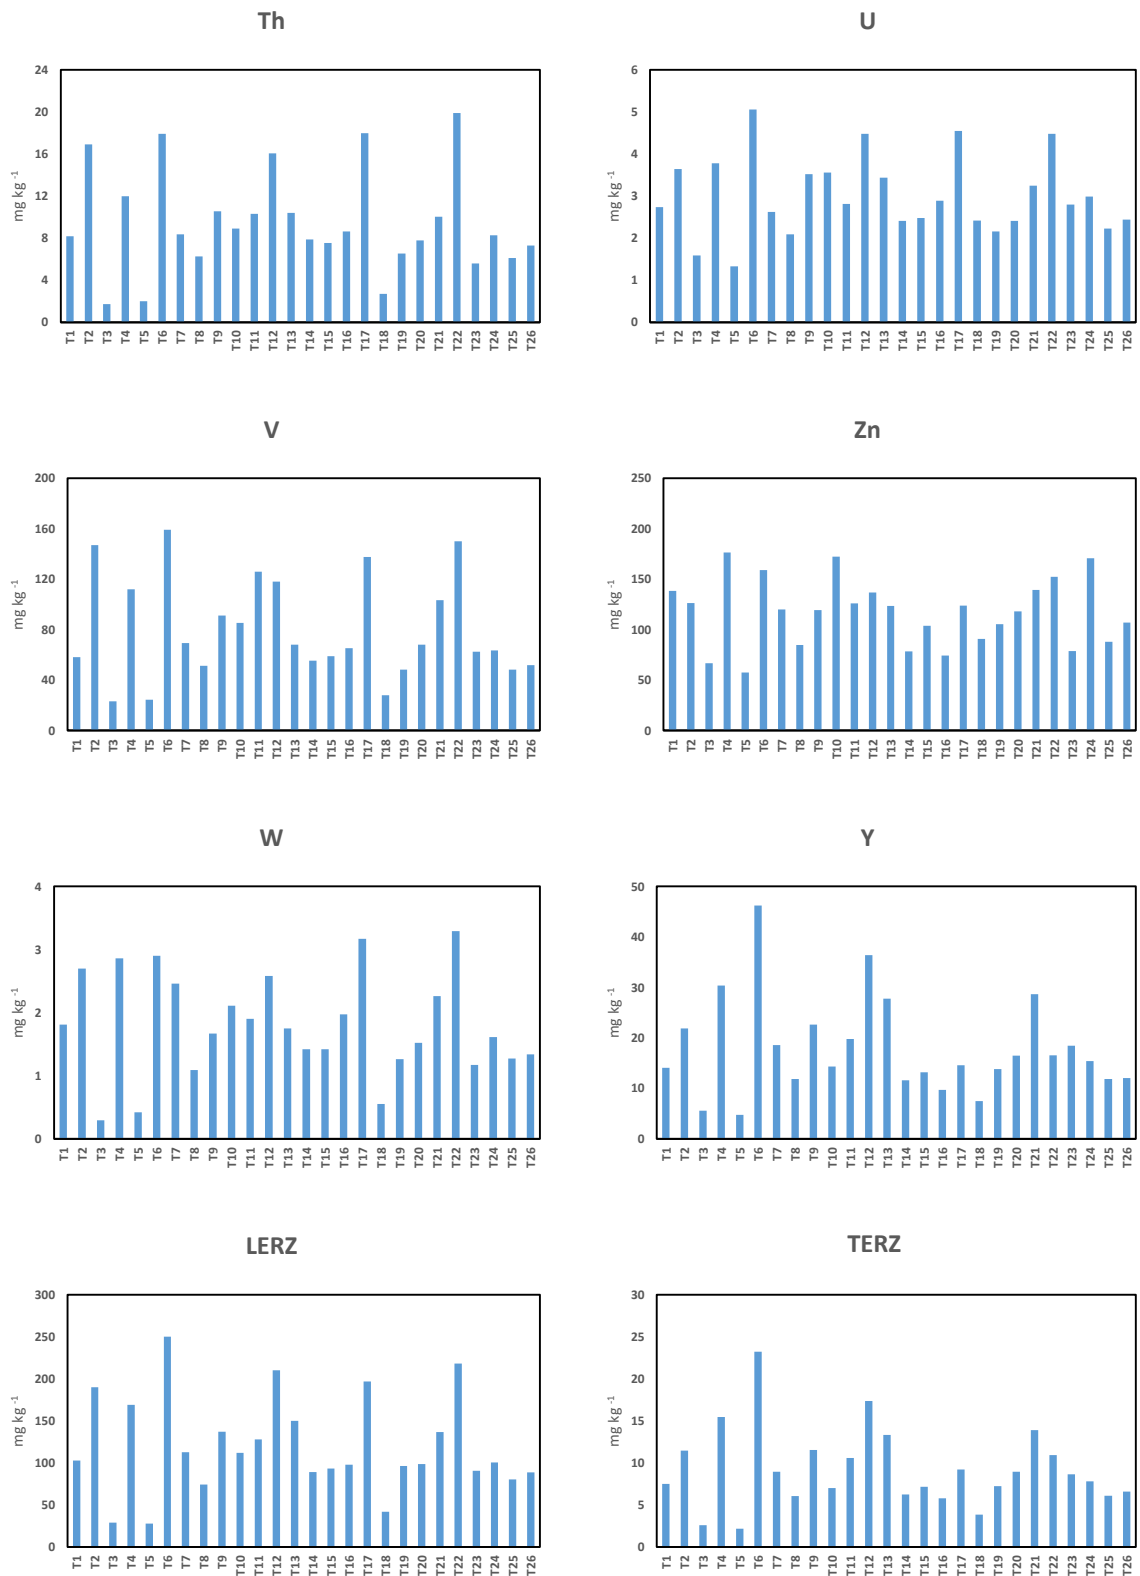 Th
24
20
16
12
8
4
0
mg kg -1
T1 T2 T3 T4 T5 T6 T7 T8 T9 T10 T11 T12 T13 T14 T15 T16 T17 T18 T19 T20 T21 T22 T23 T24 T25 T26
U
6
5
4
3
2
1
0
mg kg -1
T1 T2 T3 T4 T5 T6 T7 T8 T9 T10 T11 T12 T13 T14 T15 T16 T17 T18 T19 T20 T21 T22 T23 T24 T25 T26
V
200
160
120
80
40
0
mg kg -1
T1 T2 T3 T4 T5 T6 T7 T8 T9 T10 T11 T12 T13 T14 T15 T16 T17 T18 T19 T20 T21 T22 T23 T24 T25 T26
Zn
250
200
150
100
50
0
mg kg -1
T1 T2 T3 T4 T5 T6 T7 T8 T9 T10 T11 T12 T13 T14 T15 T16 T17 T18 T19 T20 T21 T22 T23 T24 T25 T26
W
4
3
2
1
0
mg kg -1
T1 T2 T3 T4 T5 T6 T7 T8 T9 T10 T11 T12 T13 T14 T15 T16 T17 T18 T19 T20 T21 T22 T23 T24 T25 T26
Y
50
40
30
20
10
0
mg kg -1
T1 T2 T3 T4 T5 T6 T7 T8 T9 T10 T11 T12 T13 T14 T15 T16 T17 T18 T19 T20 T21 T22 T23 T24 T25 T26
LERZ
300
250
200
150
100
50
0
mg kg -1
T1 T2 T3 T4 T5 T6 T7 T8 T9 T10 T11 T12 T13 T14 T15 T16 T17 T18 T19 T20 T21 T22 T23 T24 T25 T26
TERZ
30
25
20
15
10
5
0
mg kg -1
T1 T2 T3 T4 T5 T6 T7 T8 T9 T10 T11 T12 T13 T14 T15 T16 T17 T18 T19 T20 T21 T22 T23 T24 T25 T26